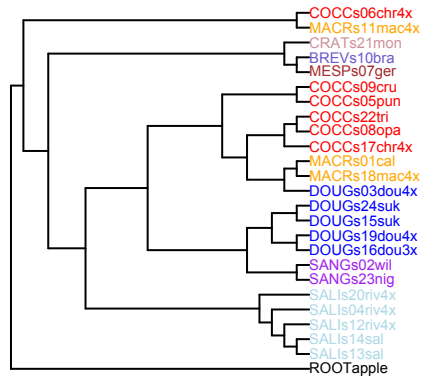 COCCs06chr4x
MACRs11mac4x
CRATs21mon
BREVs10bra
MESPs07ger
COCCs09cru
COCCs05pun
COCCs22tri
COCCs08opa
COCCs17chr4x
MACRs01cal
MACRs18mac4x
DOUGs03dou4x
DOUGs24suk
DOUGs15suk
DOUGs19dou4x
DOUGs16dou3x
SANGs02wil
SANGs23nig
SALIs20riv4x
SALIs04riv4x
SALIs12riv4x
SALIs14sal
SALIs13sal
ROOTapple